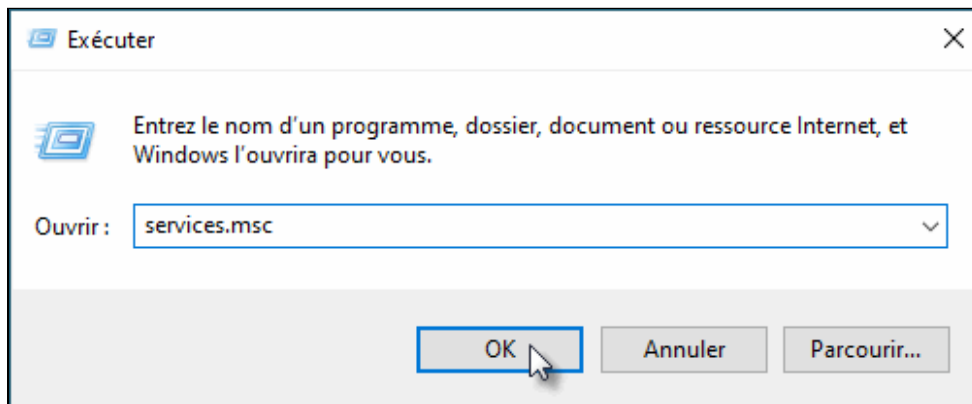 Exécuter
Entrez le nom d'un programme, dossier, document ou ressource Internet, et
Windows l'ouvrira pour vous.
Ouvrir : services.msc
OK Annuler Parcourir...